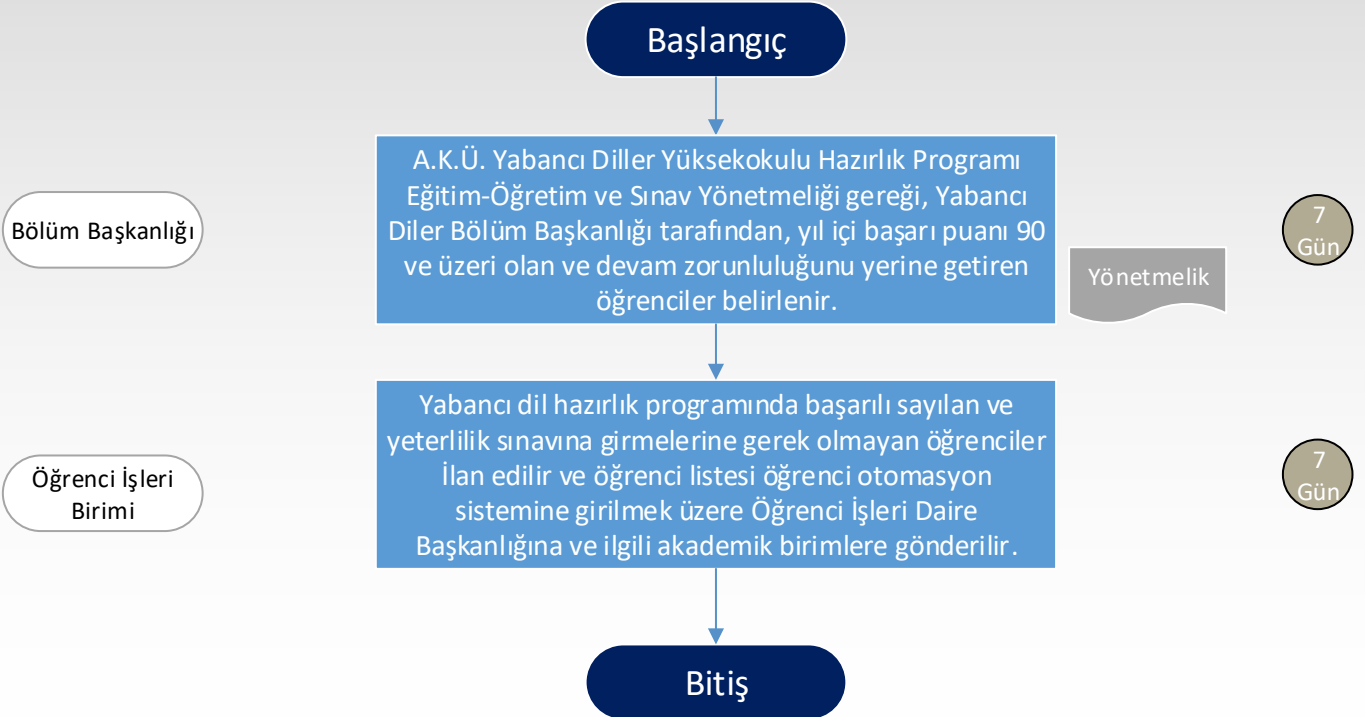 Başlangıç
A.K.Ü. Yabancı Diller Yüksekokulu Hazırlık Programı
Eğitim-Öğretim ve Sınav Yönetmeliği gereği, Yabancı
Diler Bölüm Başkanlığı tarafından, yıl içi başarı puanı 90
ve üzeri olan ve devam zorunluluğunu yerine getiren
öğrenciler belirlenir.
Bölüm Başkanlığı
7
Gün
Yönetmelik
Yabancı dil hazırlık programında başarılı sayılan ve
yeterlilik sınavına girmelerine gerek olmayan öğrenciler
İlan edilir ve öğrenci listesi öğrenci otomasyon
sistemine girilmek üzere Öğrenci İşleri Daire
Başkanlığına ve ilgili akademik birimlere gönderilir.
Öğrenci İşleri
Birimi
7
Gün
Bitiş